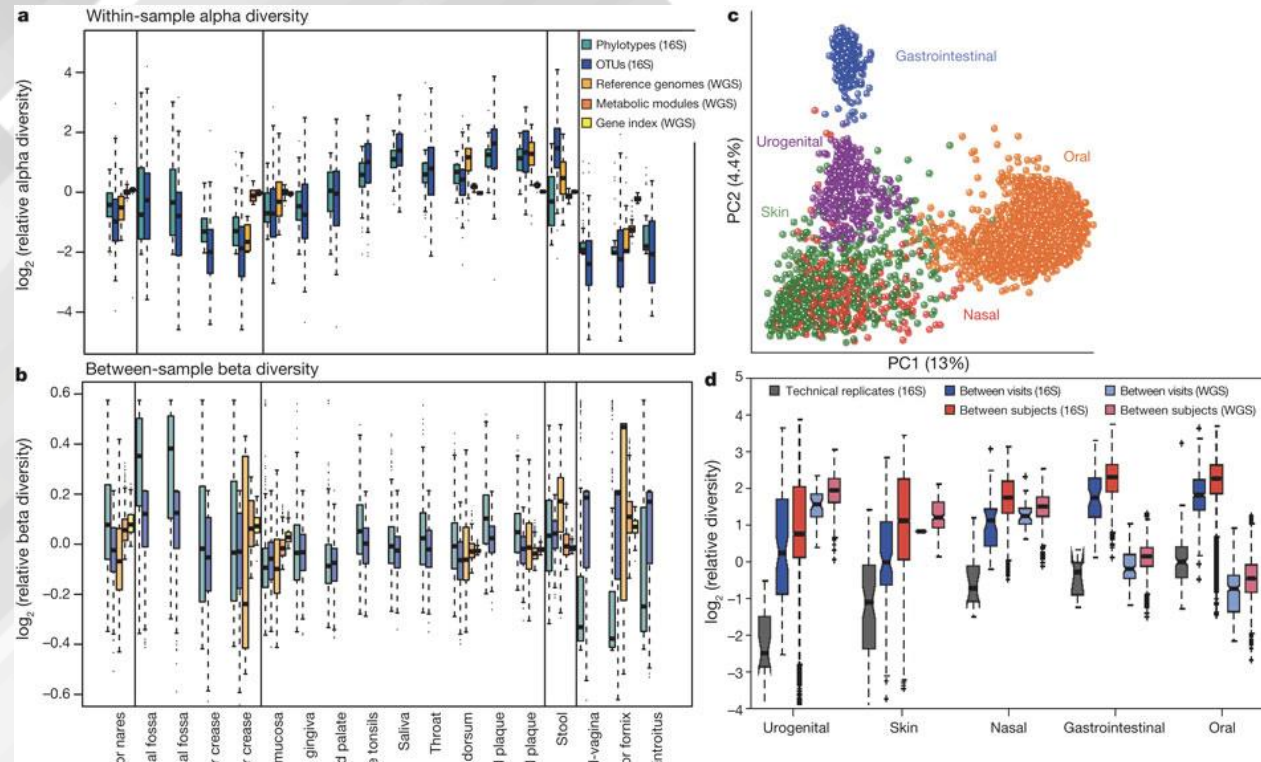 a Within-sample alpha diversity
log2 (relative alpha diversity)
4
2
0
−2
−4
Phylotypes (16S)
OTUs (16S)
Reference genomes (WGS)
Metabolic modules (WGS)
Gene index (WGS)
b Between-sample beta diversity
log2 (relative beta diversity)
0.6
0.4
0.2
0.0
−0.2
−0.4
−0.6
or nares
al fossa
al fossa
r crease
r crease
mucosa
gingiva
d palate
e tonsils
Saliva
Throat
dorsum
l plaque
l plaque
Stool
d-vagina
or fornix
introitus
c
PC2 (4.4%)
Gastrointestinal
Urogenital
Oral
Skin
Nasal
PC1 (13%)
d
log2 (relative diversity)
5
4
3
2
1
0
−1
−2
−3
−4
Technical replicates (16S)
Between visits (16S)
Between visits (WGS)
Between subjects (16S)
Between subjects (WGS)
Urogenital
Skin
Nasal
Gastrointestinal
Oral